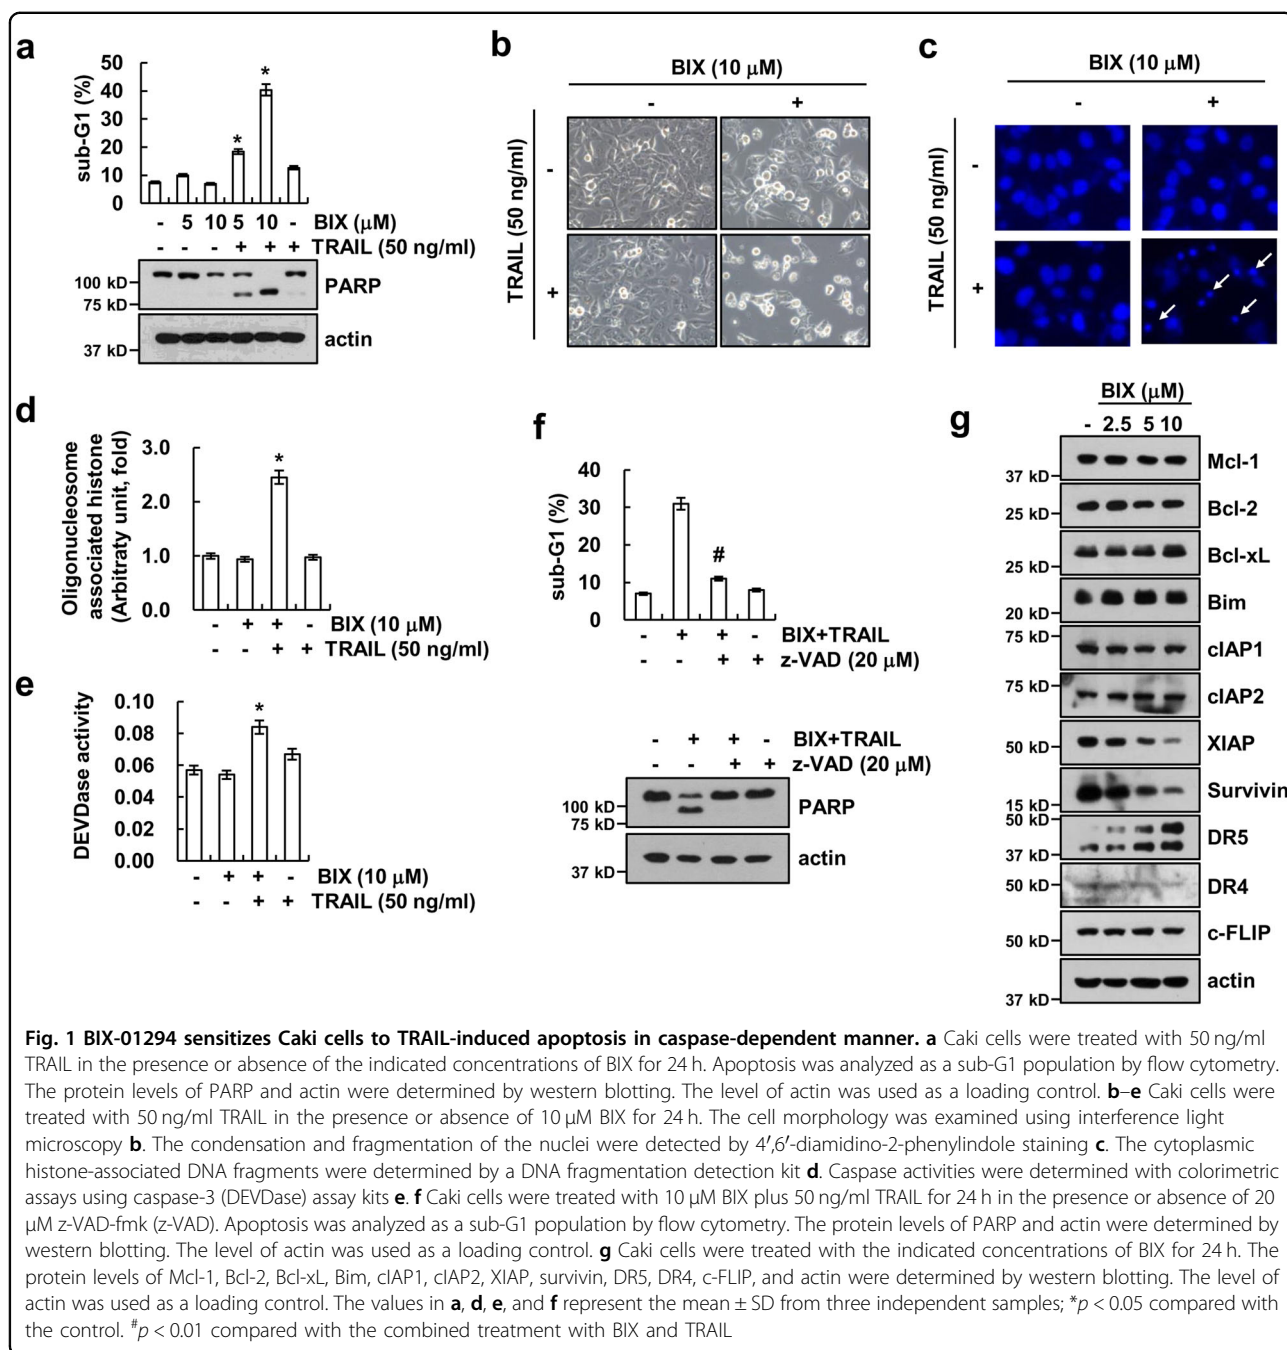 a
sub-G1 (%)
50
40
30
20
10
0
*
*
- 5 10 5 10 - BIX (µM)
- - - + + + TRAIL (50 ng/ml)
100 kD
75 kD
PARP
37 kD
actin
b
BIX (10 µM)
- +
TRAIL (50 ng/ml)
-
+
c
BIX (10 µM)
- +
TRAIL (50 ng/ml)
-
+
d
Oligonucleosome
associated histone
(Arbitraty unit, fold)
3.0
2.0
1.0
0.0
*
- + + - BIX (10 µM)
- - + + TRAIL (50 ng/ml)
e
DEVDase activity
0.10
0.08
0.06
0.04
0.02
0.00
*
- + + - BIX (10 µM)
- - + + TRAIL (50 ng/ml)
f
sub-G1 (%)
40
30
20
10
0
#
- + + - BIX+TRAIL
- - + + z-VAD (20 µM)
- + + - BIX+TRAIL
- - + + z-VAD (20 µM)
100 kD
75 kD
PARP
37 kD
actin
g
BIX (µM)
- 2.5 5 10
37 kD
Mcl-1
25 kD
Bcl-2
25 kD
Bcl-xL
20 kD
Bim
75 kD
cIAP1
75 kD
cIAP2
50 kD
XIAP
15 kD
Survivin
50 kD
37 kD
DR5
50 kD
DR4
50 kD
c-FLIP
37 kD
actin
Fig. 1 BIX-01294 sensitizes Caki cells to TRAIL-induced apoptosis in caspase-dependent manner. a Caki cells were treated with 50 ng/ml
TRAIL in the presence or absence of the indicated concentrations of BIX for 24 h. Apoptosis was analyzed as a sub-G1 population by flow cytometry.
The protein levels of PARP and actin were determined by western blotting. The level of actin was used as a loading control. b–e Caki cells were
treated with 50 ng/ml TRAIL in the presence or absence of 10 µM BIX for 24 h. The cell morphology was examined using interference light
microscopy b. The condensation and fragmentation of the nuclei were detected by 4′,6′-diamidino-2-phenylindole staining c. The cytoplasmic
histone-associated DNA fragments were determined by a DNA fragmentation detection kit d. Caspase activities were determined with colorimetric
assays using caspase-3 (DEVDase) assay kits e. f Caki cells were treated with 10 µM BIX plus 50 ng/ml TRAIL for 24 h in the presence or absence of 20
µM z-VAD-fmk (z-VAD). Apoptosis was analyzed as a sub-G1 population by flow cytometry. The protein levels of PARP and actin were determined by
western blotting. The level of actin was used as a loading control. g Caki cells were treated with the indicated concentrations of BIX for 24 h. The
protein levels of Mcl-1, Bcl-2, Bcl-xL, Bim, cIAP1, cIAP2, XIAP, survivin, DR5, DR4, c-FLIP, and actin were determined by western blotting. The level of
actin was used as a loading control. The values in a, d, e, and f represent the mean ± SD from three independent samples; *p < 0.05 compared with
the control. #p < 0.01 compared with the combined treatment with BIX and TRAIL